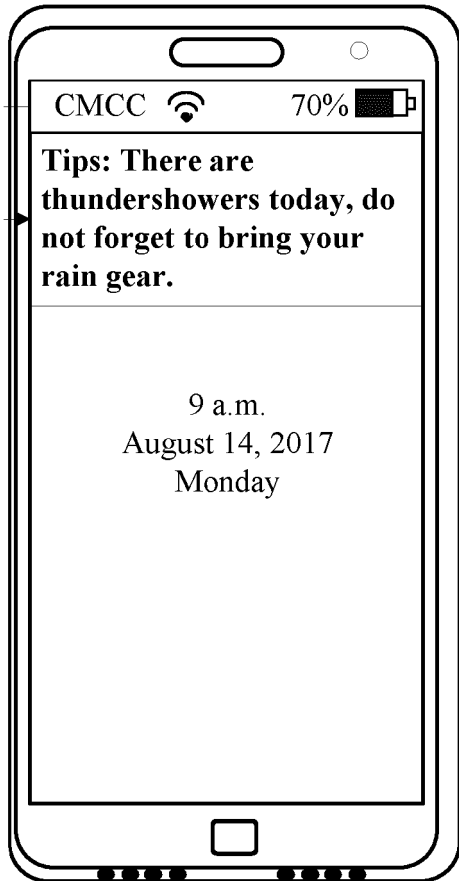 CMCC 70%
Tips: There are
thundershowers today, do
not forget to bring your
rain gear.
9 a.m.
August 14, 2017
Monday